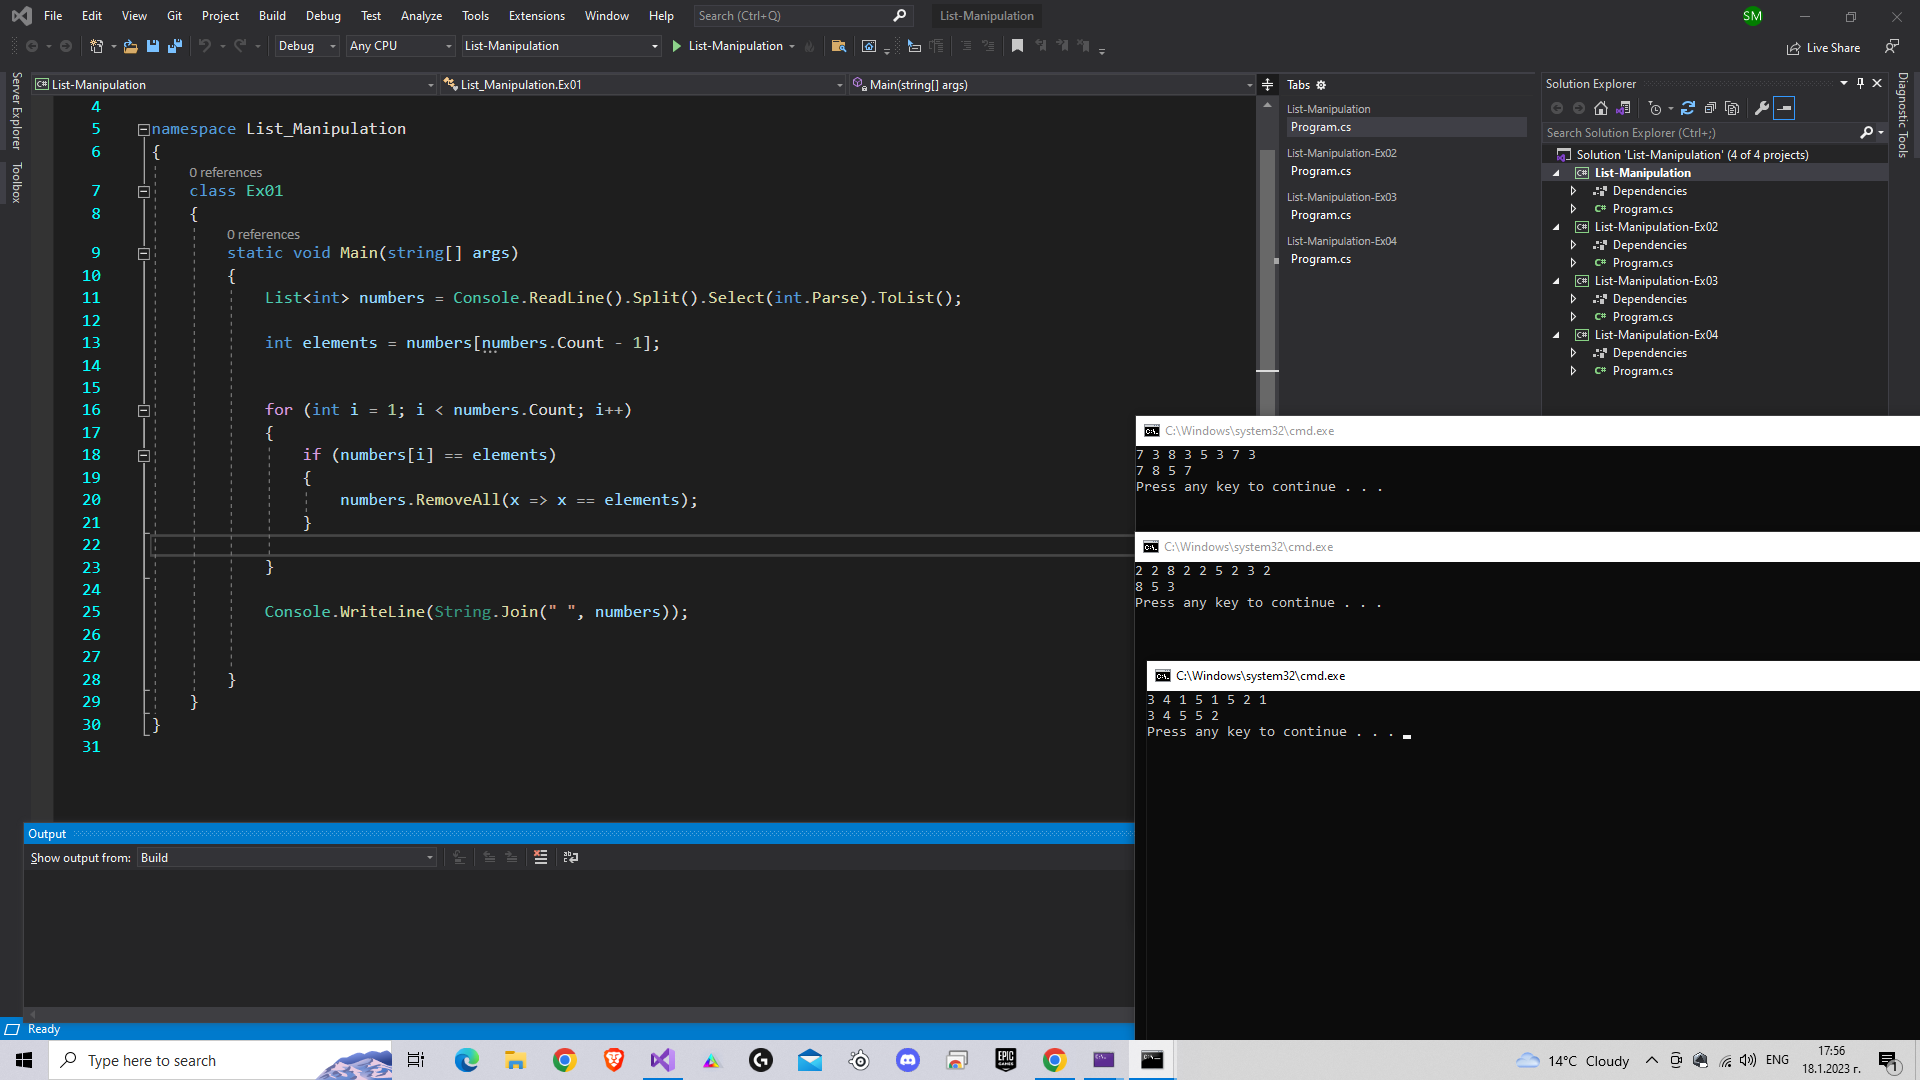 File Edit View Git Project Build Debug Test Analyze Tools Extensions Window Help Search (Ctrl+Q) List-Manipulation SM
Debug Any CPU List-Manipulation List-Manipulation Live Share
Server Explorer
Toolbox
C# List-Manipulation List_Manipulation.Ex01 Main(string[] args)
4
5 namespace List_Manipulation
6 {
0 references
7 class Ex01
8 {
0 references
9 static void Main(string[] args)
10 {
11 List<int> numbers = Console.ReadLine().Split().Select(int.Parse).ToList();
12
13 int elements = numbers[numbers.Count - 1];
14
15
16 for (int i = 1; i < numbers.Count; i++)
17 {
18 if (numbers[i] == elements)
19 {
20 numbers.RemoveAll(x => x == elements);
21 }
22
23 }
24
25 Console.WriteLine(String.Join(" ", numbers));
26
27
28 }
29 }
30 }
31
Tabs
List-Manipulation
Program.cs
List-Manipulation-Ex02
Program.cs
List-Manipulation-Ex03
Program.cs
List-Manipulation-Ex04
Program.cs
Solution Explorer
Search Solution Explorer (Ctrl+;)
Solution 'List-Manipulation' (4 of 4 projects)
C# List-Manipulation
Dependencies
C# Program.cs
C# List-Manipulation-Ex02
Dependencies
C# Program.cs
C# List-Manipulation-Ex03
Dependencies
C# Program.cs
C# List-Manipulation-Ex04
Dependencies
C# Program.cs
Diagnostic Tools
C:\Windows\system32\cmd.exe
7 3 8 3 5 3 7 3
7 8 5 7
Press any key to continue . . .
C:\Windows\system32\cmd.exe
2 2 8 2 2 5 2 3 2
8 5 3
Press any key to continue . . .
C:\Windows\system32\cmd.exe
3 4 1 5 1 5 2 1
3 4 5 5 2
Press any key to continue . . .
Output
Show output from: Build
Ready
Type here to search
EPIC GAMES
14°C Cloudy ENG
17:56
18.1.2023 г.
1